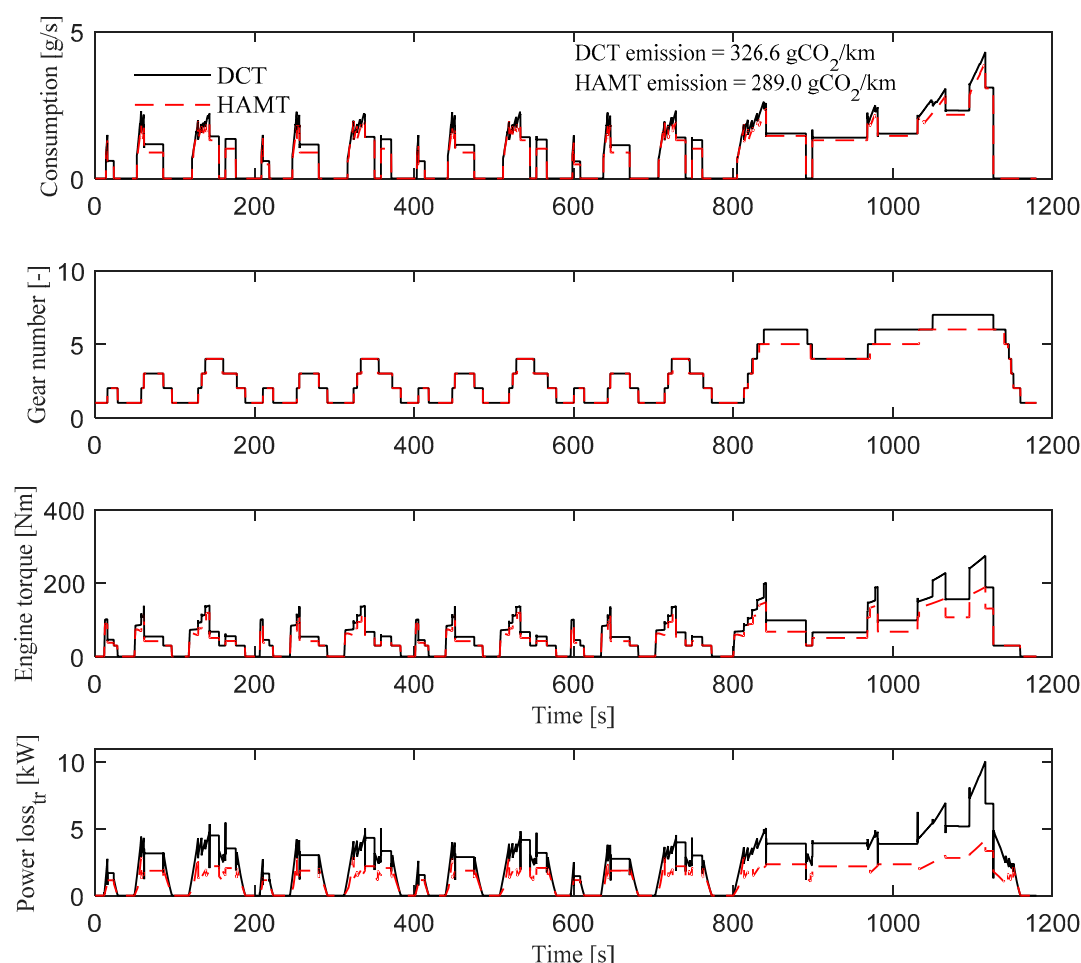 Consumption [g/s]
5
0
DCT
HAMT
DCT emission = 326.6 gCO2/km
HAMT emission = 289.0 gCO2/km
0 200 400 600 800 1000 1200
Gear number [-]
10
5
0
0 200 400 600 800 1000 1200
Engine torque [Nm]
400
200
0
0 200 400 600 800 1000 1200
Time [s]
Power loss_tr [kW]
10
5
0
0 200 400 600 800 1000 1200
Time [s]